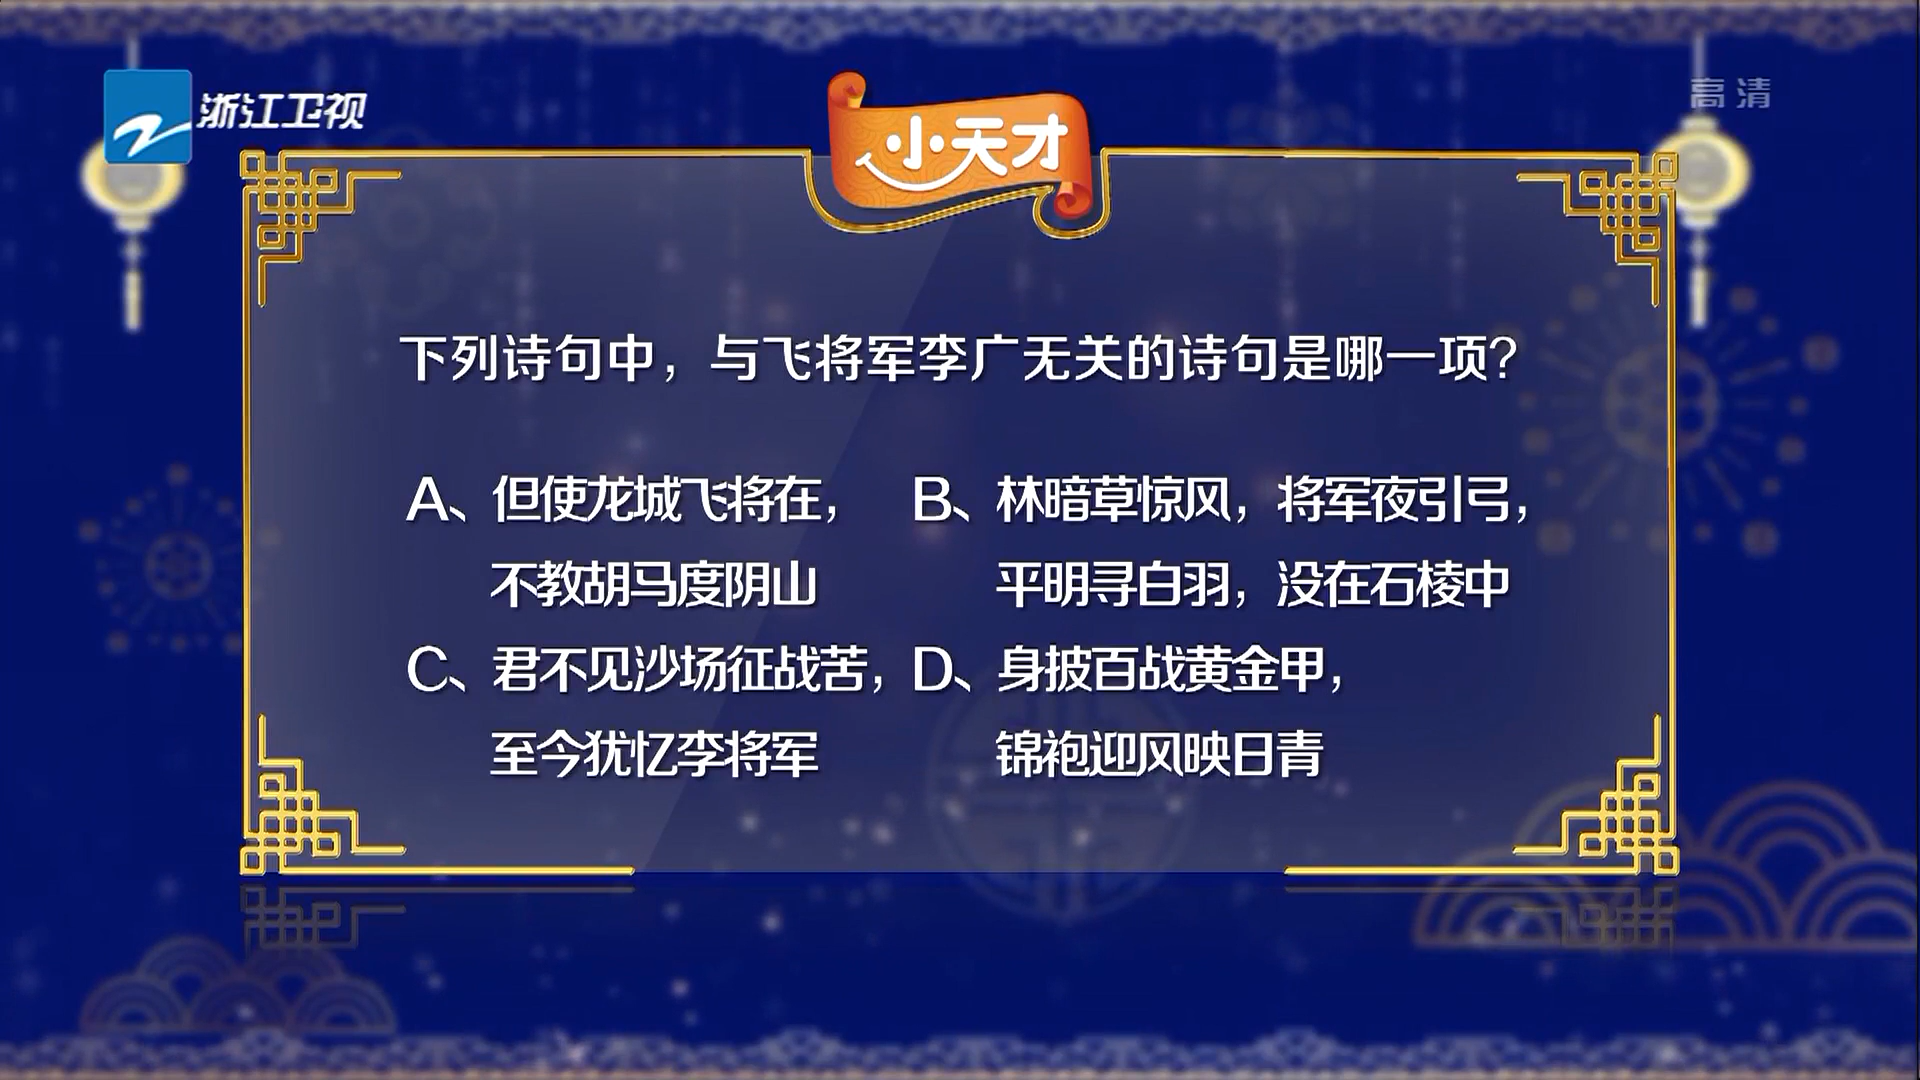 浙江卫视
高清
小天才
下列诗句中，与飞将军李广无关的诗句是哪一项？
A、但使龙城飞将在，
不教胡马度阴山
B、林暗草惊风，将军夜引弓，
平明寻白羽，没在石棱中
C、君不见沙场征战苦，
至今犹忆李将军
D、身披百战黄金甲，
锦袍迎风映日青